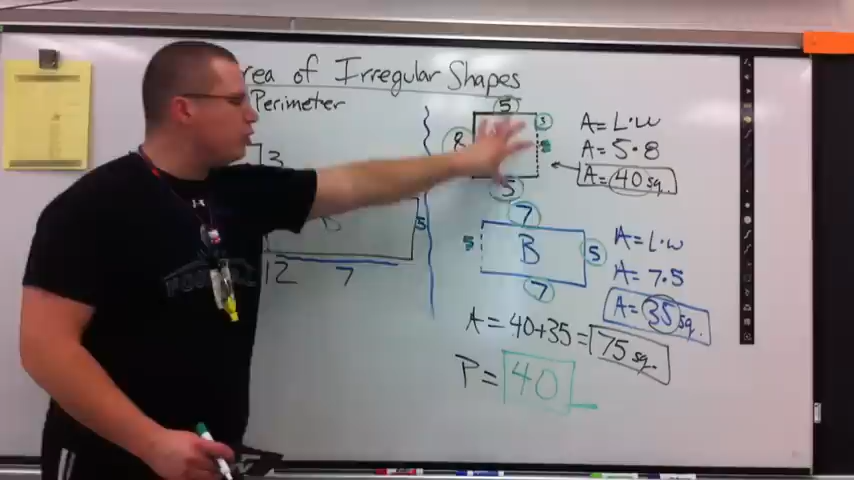 rea of Irregular Shapes
Perimeter
3
5
12
7
5
8
3
5
A = L·W
A = 5·8
A = 40 sq.
7
5
B
5
7
A = L·W
A = 7·5
A = 35 sq.
A = 40+35 = 75 sq.
P = 40